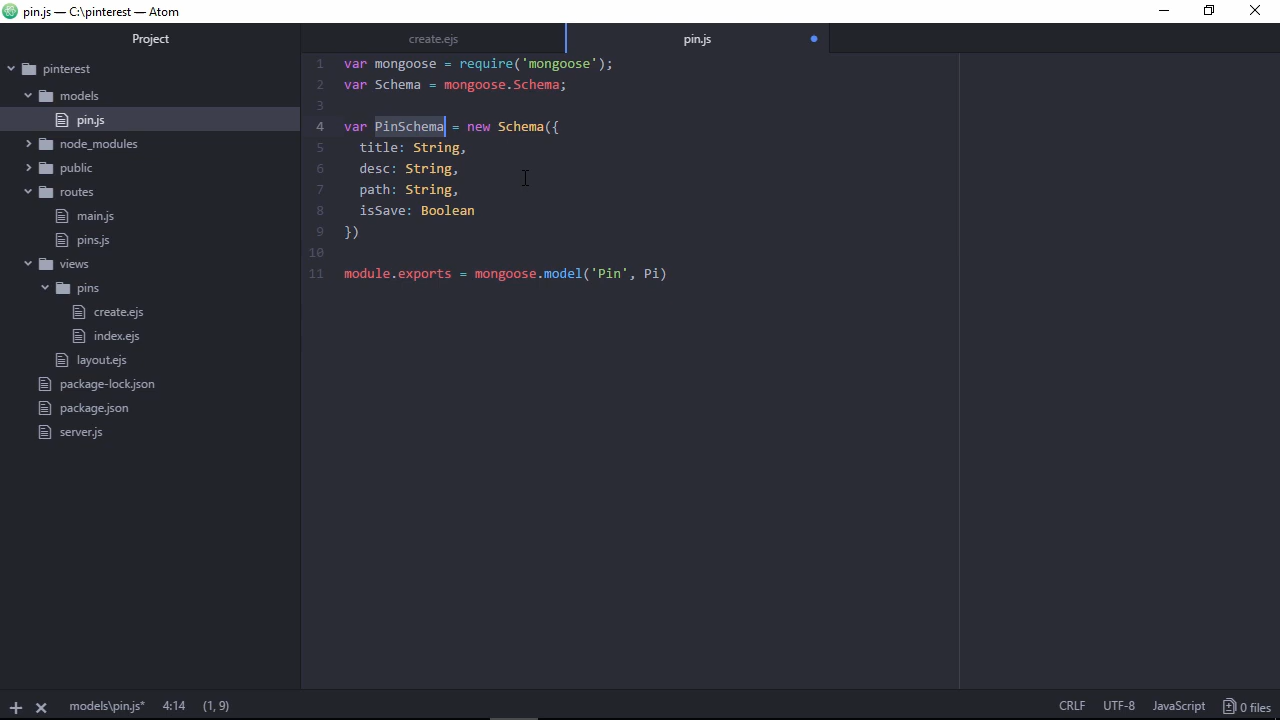 pin.js — C:\pinterest — Atom
Project
create.ejs
pin.js
pinterest
models
pin.js
node_modules
public
routes
main.js
pins.js
views
pins
create.ejs
index.ejs
layout.ejs
package-lock.json
package.json
server.js
1 var mongoose = require('mongoose');
2 var Schema = mongoose.Schema;
3
4 var PinSchema = new Schema({
5 title: String,
6 desc: String,
7 path: String,
8 isSave: Boolean
9 })
10
11 module.exports = mongoose.model('Pin', Pi)
models\pin.js* 4:14 (1, 9) CRLF UTF-8 JavaScript 0 files